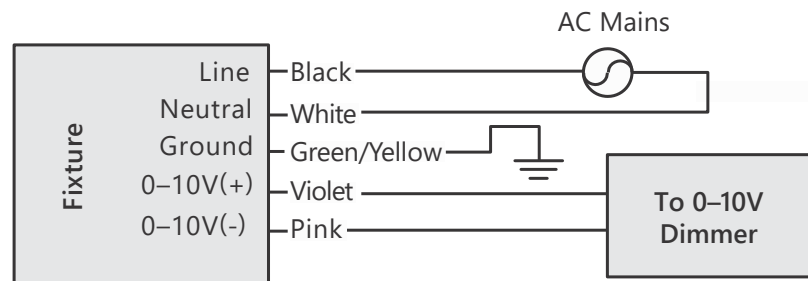 AC Mains
Line Black
Neutral White
Ground Green/Yellow
0–10V(+) Violet
0–10V(-) Pink
Fixture
To 0–10V
Dimmer